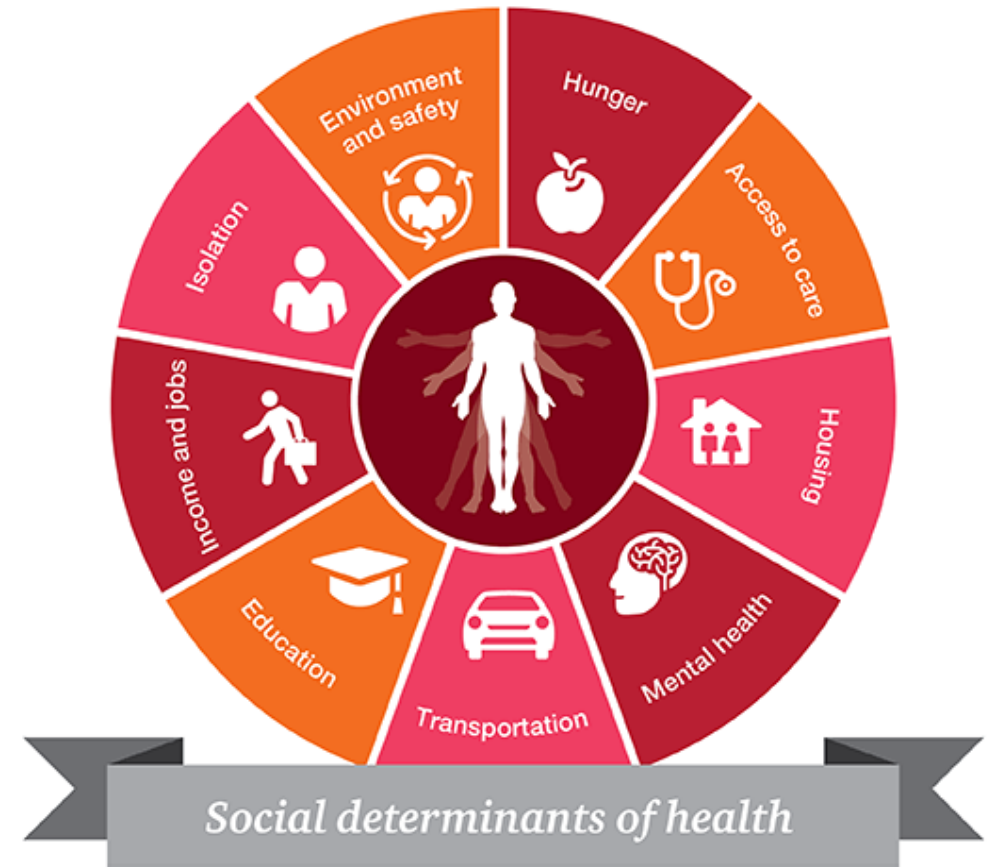 Hunger
Access to care
Housing
Mental health
Transportation
Education
Income and jobs
Isolation
Environment
and safety
Social determinants of health